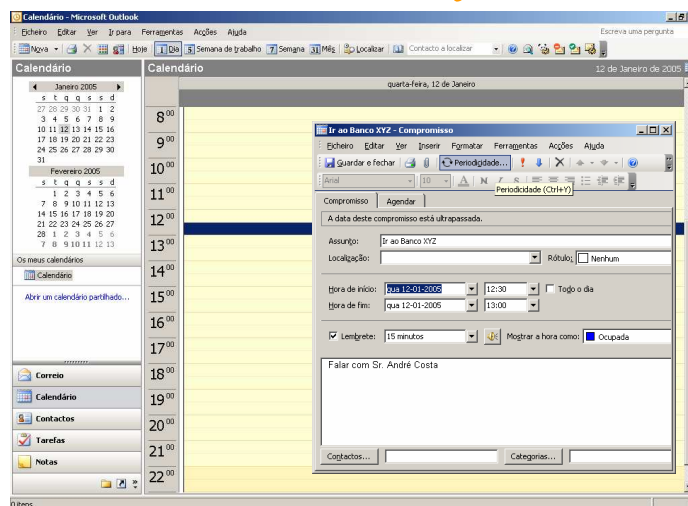 Calendário - Microsoft Outlook
Ficheiro Editar Ver Ir para Ferramentas Acções Ajuda
Escreva uma pergunta
Nova Hoje 1 Dia 5 Semana de trabalho 7 Semana 31 Mês Localizar Contacto a localizar
Calendário
Calendário 12 de Janeiro de 2005
Janeiro 2005
s t q q s s d
27 28 29 30 31 1 2
3 4 5 6 7 8 9
10 11 12 13 14 15 16
17 18 19 20 21 22 23
24 25 26 27 28 29 30
31
Fevereiro 2005
s t q q s s d
1 2 3 4 5 6
7 8 9 10 11 12 13
14 15 16 17 18 19 20
21 22 23 24 25 26 27
28 1 2 3 4 5 6
7 8 9 10 11 12 13
Os meus calendários
Calendário
Abrir um calendário partilhado...
Correio
Calendário
Contactos
Tarefas
Notas
0 itens
quarta-feira, 12 de Janeiro
8 00
9 00
10 00
11 00
12 00
13 00
14 00
15 00
16 00
17 00
18 00
19 00
20 00
21 00
22 00
Ir ao Banco XYZ - Compromisso
Ficheiro Editar Ver Inserir Formatar Ferramentas Acções Ajuda
Guardar e fechar Periodicidade...
Arial 10 A N I S
Periodicidade (Ctrl+Y)
Compromisso Agendar
A data deste compromisso está ultrapassada.
Assunto: Ir ao Banco XYZ
Localização: Rótulo: Nenhum
Hora de início: qua 12-01-2005 12:30 Todo o dia
Hora de fim: qua 12-01-2005 13:00
Lembrete: 15 minutos Mostrar a hora como: Ocupada
Falar com Sr. André Costa
Contactos... Categorias...